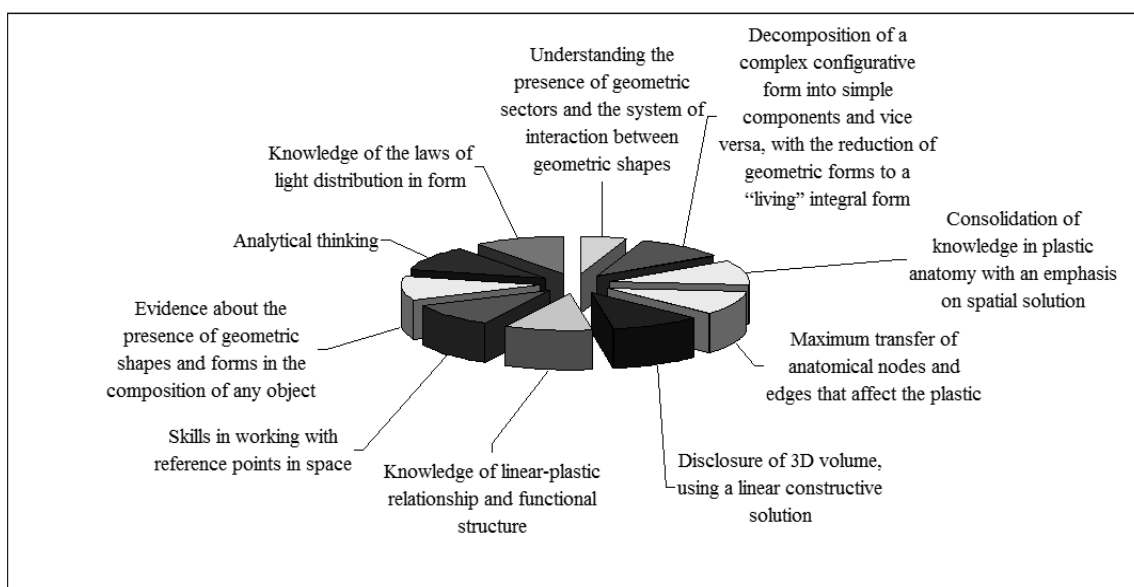 Understanding the
presence of geometric
sectors and the system of
interaction between
geometric shapes
Decomposition of a
complex configurative
form into simple
components and vice
versa, with the reduction of
geometric forms to a
“living” integral form
Consolidation of
knowledge in plastic
anatomy with an emphasis
on spatial solution
Maximum transfer of
anatomical nodes and
edges that affect the plastic
Disclosure of 3D volume,
using a linear constructive
solution
Knowledge of linear-plastic
relationship and functional
structure
Skills in working with
reference points in space
Evidence about the
presence of geometric
shapes and forms in the
composition of any object
Analytical thinking
Knowledge of the laws of
light distribution in form